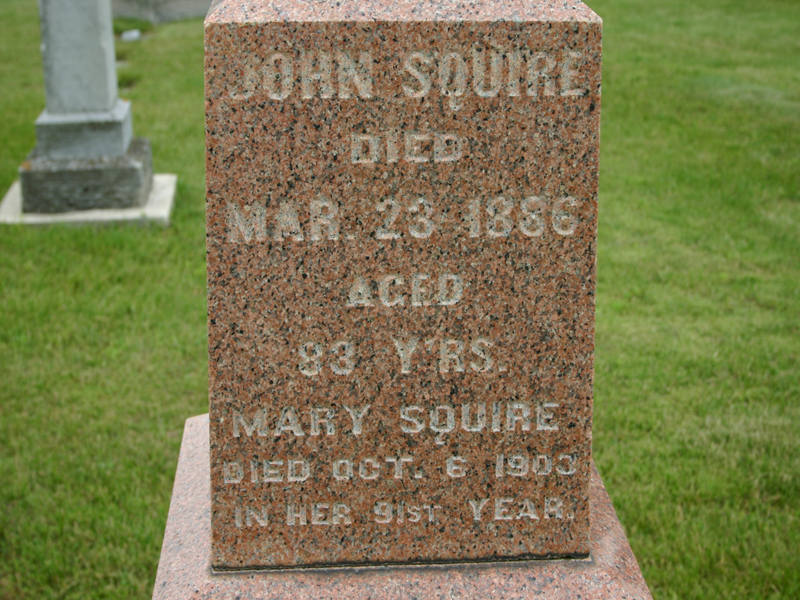 JOHN SQUIRE
DIED
MAR. 23 1886
AGED
83 Y'RS.
MARY SQUIRE
DIED OCT. 6 1903
IN HER 91ST YEAR.